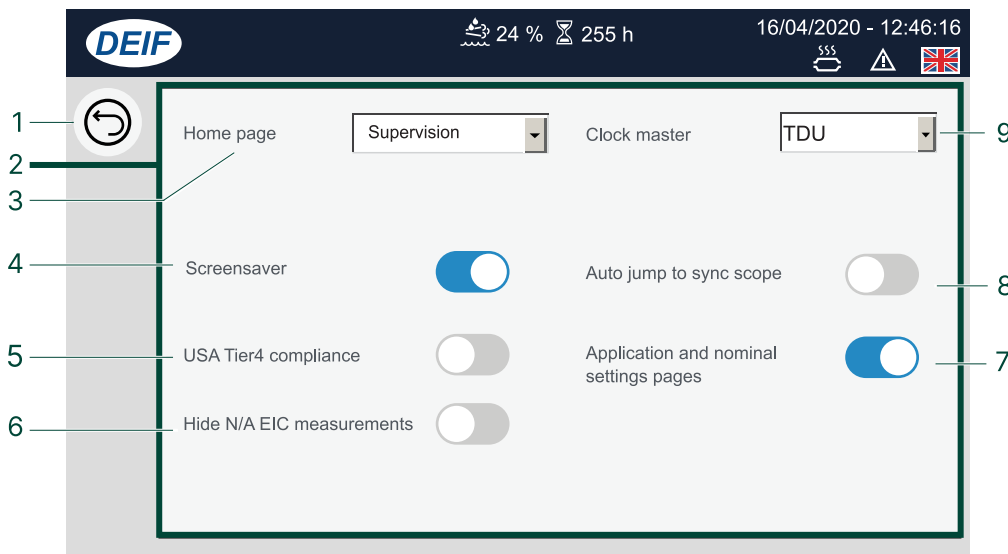 DEIF
24 %
255 h
16/04/2020 - 12:46:16
1
2
3
4
5
6
Home page
Supervision
Clock master
TDU
9
Screensaver
Auto jump to sync scope
8
USA Tier4 compliance
Application and nominal
settings pages
7
Hide N/A EIC measurements